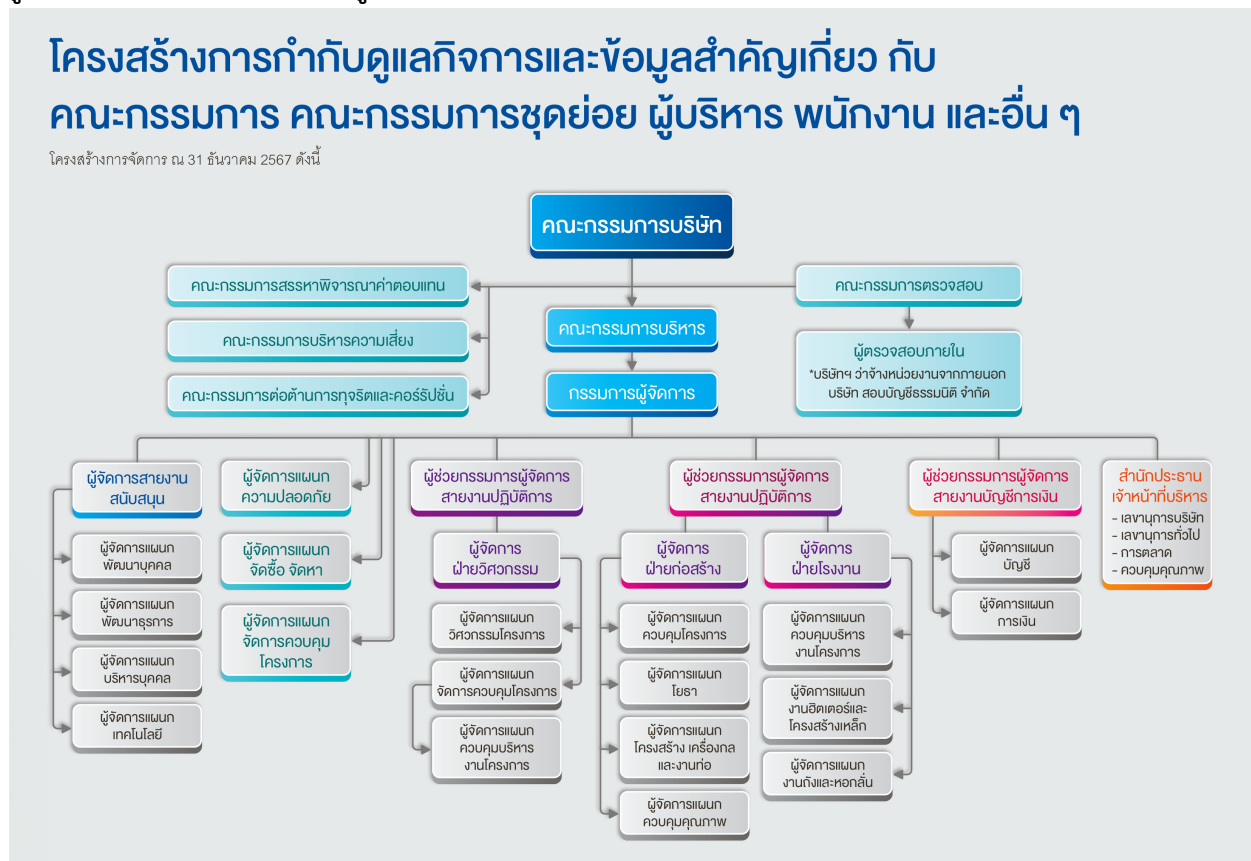 โครงสร้างการกำกับดูแลกิจการและข้อมูลสำคัญเกี่ยว กับ
คณะกรรมการ คณะกรรมการชุดย่อย ผู้บริหาร พนักงาน และอื่น ๆ
โครงสร้างการจัดการ ณ 31 ธันวาคม 2567 ดังนี้
คณะกรรมการบริษัท
คณะกรรมการสรรหาพิจารณาค่าตอบแทน
คณะกรรมการตรวจสอบ
คณะกรรมการบริหารความเสี่ยง
คณะกรรมการบริหาร
ผู้ตรวจสอบภายใน
*บริษัทฯ ว่าจ้างหน่วยงานจากภายนอก
บริษัท สอบบัญชีธรรมนิติ จำกัด
คณะกรรมการต่อต้านการทุจริตและคอร์รัปชั่น
กรรมการผู้จัดการ
ผู้จัดการสายงาน
สนับสนุน
ผู้จัดการแผนก
พัฒนาบุคคล
ผู้จัดการแผนก
พัฒนาธุรการ
ผู้จัดการแผนก
บริหารบุคคล
ผู้จัดการแผนก
เทคโนโลยี
ผู้จัดการแผนก
ความปลอดภัย
ผู้จัดการแผนก
จัดซื้อ จัดหา
ผู้จัดการแผนก
จัดการควบคุม
โครงการ
ผู้ช่วยกรรมการผู้จัดการ
สายงานปฏิบัติการ
ผู้จัดการ
ฝ่ายวิศวกรรม
ผู้จัดการแผนก
วิศวกรรมโครงการ
ผู้จัดการแผนก
จัดการควบคุมโครงการ
ผู้จัดการแผนก
ควบคุมบริหาร
งานโครงการ
ผู้ช่วยกรรมการผู้จัดการ
สายงานปฏิบัติการ
ผู้จัดการ
ฝ่ายก่อสร้าง
ผู้จัดการแผนก
ควบคุมโครงการ
ผู้จัดการแผนก
โยธา
ผู้จัดการแผนก
โครงสร้าง เครื่องกล
และงานท่อ
ผู้จัดการแผนก
ควบคุมคุณภาพ
ผู้จัดการ
ฝ่ายโรงงาน
ผู้จัดการแผนก
ควบคุมบริหาร
งานโครงการ
ผู้จัดการแผนก
งานฮิตเตอร์และ
โครงสร้างเหล็ก
ผู้จัดการแผนก
งานถังและหอกลั่น
ผู้ช่วยกรรมการผู้จัดการ
สายงานบัญชีการเงิน
ผู้จัดการแผนก
บัญชี
ผู้จัดการแผนก
การเงิน
สำนักประธาน
เจ้าหน้าที่บริหาร
- เลขานุการบริษัท
- เลขานุการทั่วไป
- การตลาด
- ควบคุมคุณภาพ